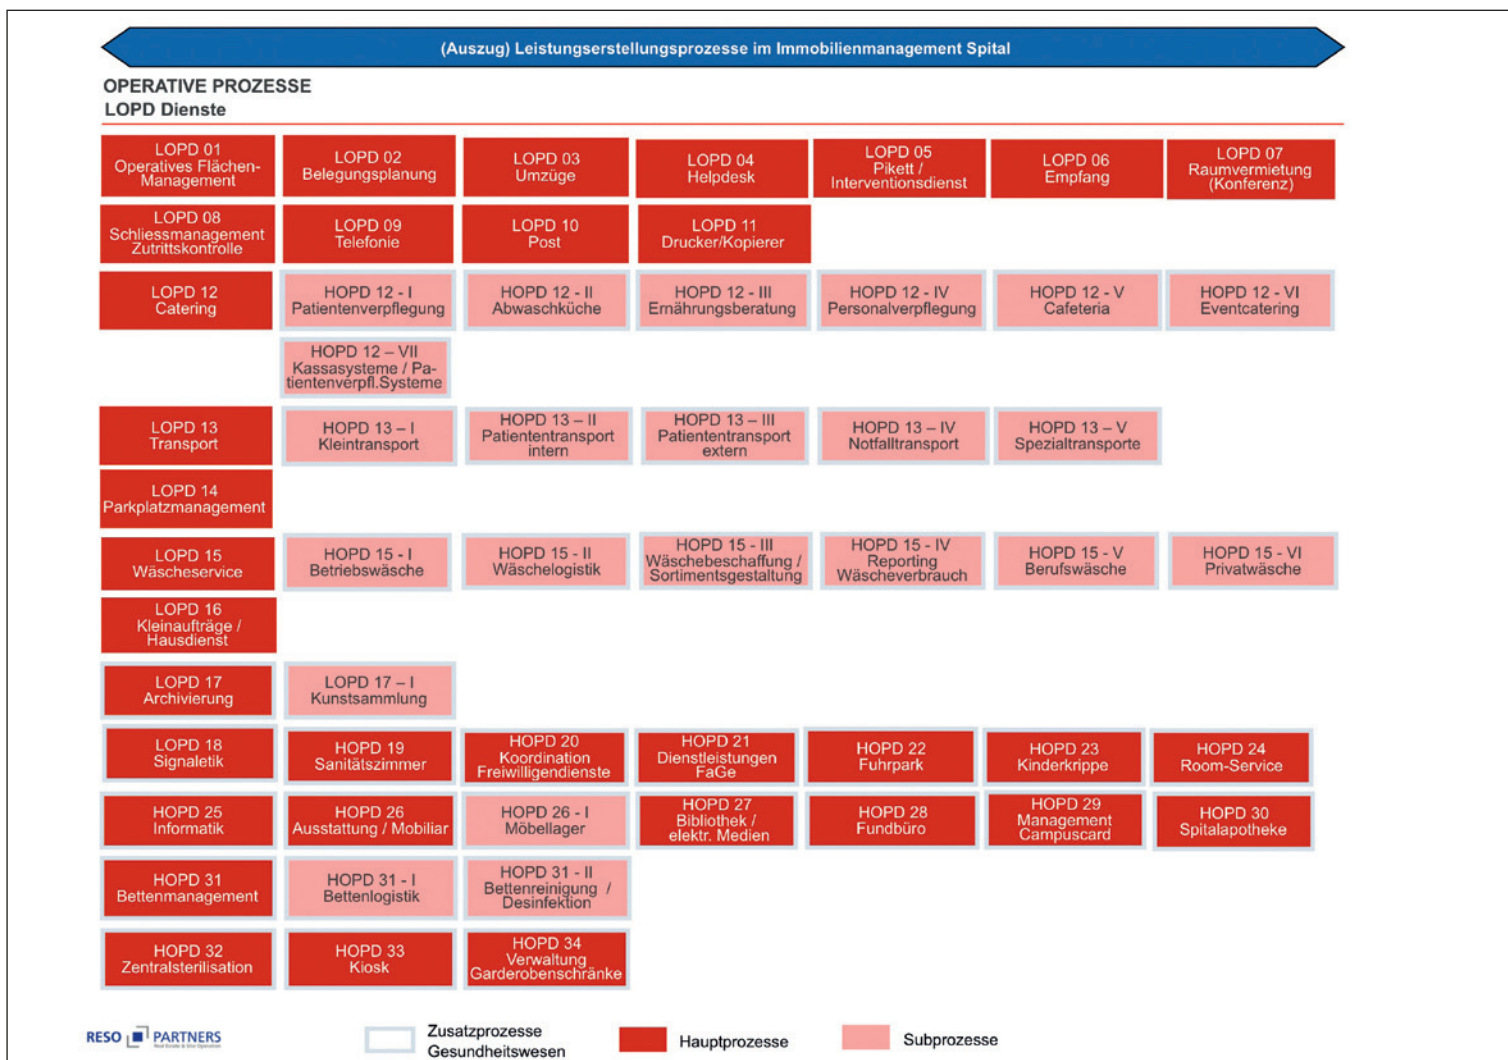 (Auszug) Leistungserstellungsprozesse im Immobilienmanagement Spital
OPERATIVE PROZESSE
LOPD Dienste
LOPD 01
Operatives Flächen-
Management
LOPD 02
Belegungsplanung
LOPD 03
Umzüge
LOPD 04
Helpdesk
LOPD 05
Pikett /
Interventionsdienst
LOPD 06
Empfang
LOPD 07
Raumvermietung
(Konferenz)
LOPD 08
Schliessmanagement
Zutrittskontrolle
LOPD 09
Telefonie
LOPD 10
Post
LOPD 11
Drucker/Kopierer
LOPD 12
Catering
HOPD 12 - I
Patientenverpflegung
HOPD 12 - II
Abwaschküche
HOPD 12 - III
Ernährungsberatung
HOPD 12 - IV
Personalverpflegung
HOPD 12 - V
Cafeteria
HOPD 12 - VI
Eventcatering
HOPD 12 – VII
Kassasysteme / Pa-
tientenverpfl.Systeme
LOPD 13
Transport
HOPD 13 – I
Kleintransport
HOPD 13 – II
Patiententransport
intern
HOPD 13 – III
Patiententransport
extern
HOPD 13 – IV
Notfalltransport
HOPD 13 – V
Spezialtransporte
LOPD 14
Parkplatzmanagement
LOPD 15
Wäscheservice
HOPD 15 - I
Betriebswäsche
HOPD 15 - II
Wäschelogistik
HOPD 15 - III
Wäschebeschaffung /
Sortimentsgestaltung
HOPD 15 - IV
Reporting
Wäscheverbrauch
HOPD 15 - V
Berufswäsche
HOPD 15 - VI
Privatwäsche
LOPD 16
Kleinaufträge /
Hausdienst
LOPD 17
Archivierung
LOPD 17 – I
Kunstsammlung
LOPD 18
Signaletik
HOPD 19
Sanitätszimmer
HOPD 20
Koordination
Freiwilligendienste
HOPD 21
Dienstleistungen
FaGe
HOPD 22
Fuhrpark
HOPD 23
Kinderkrippe
HOPD 24
Room-Service
HOPD 25
Informatik
HOPD 26
Ausstattung / Mobiliar
HOPD 26 - I
Möbellager
HOPD 27
Bibliothek /
elektr. Medien
HOPD 28
Fundbüro
HOPD 29
Management
Campuscard
HOPD 30
Spitalapotheke
HOPD 31
Bettenmanagement
HOPD 31 - I
Bettenlogistik
HOPD 31 - II
Bettenreinigung /
Desinfektion
HOPD 32
Zentralsterilisation
HOPD 33
Kiosk
HOPD 34
Verwaltung
Garderobenschränke
RESO PARTNERS
Zusatzprozesse
Gesundheitswesen
Hauptprozesse
Subprozesse